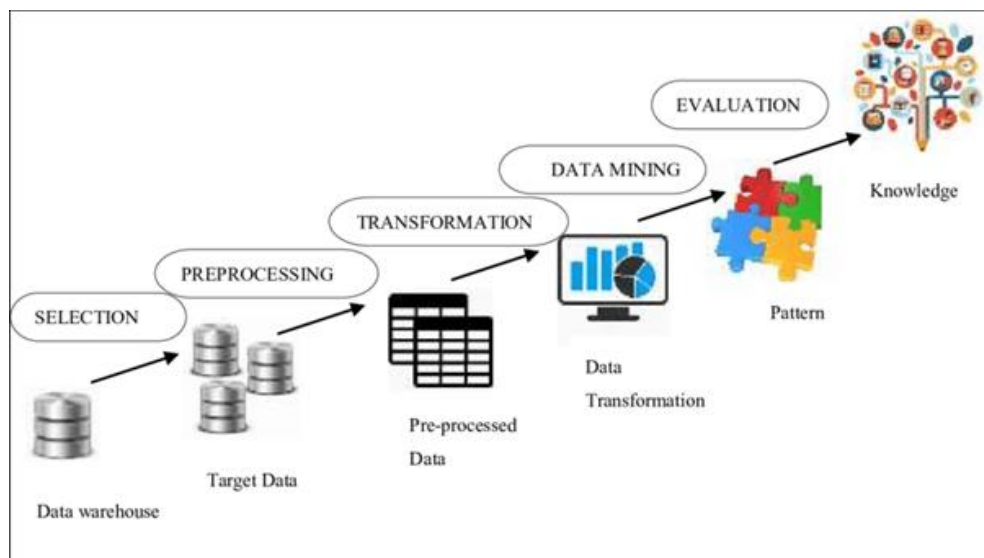 EVALUATION
Knowledge
DATA MINING
Pattern
TRANSFORMATION
Data
Transformation
PREPROCESSING
Pre-processed
Data
SELECTION
Target Data
Data warehouse